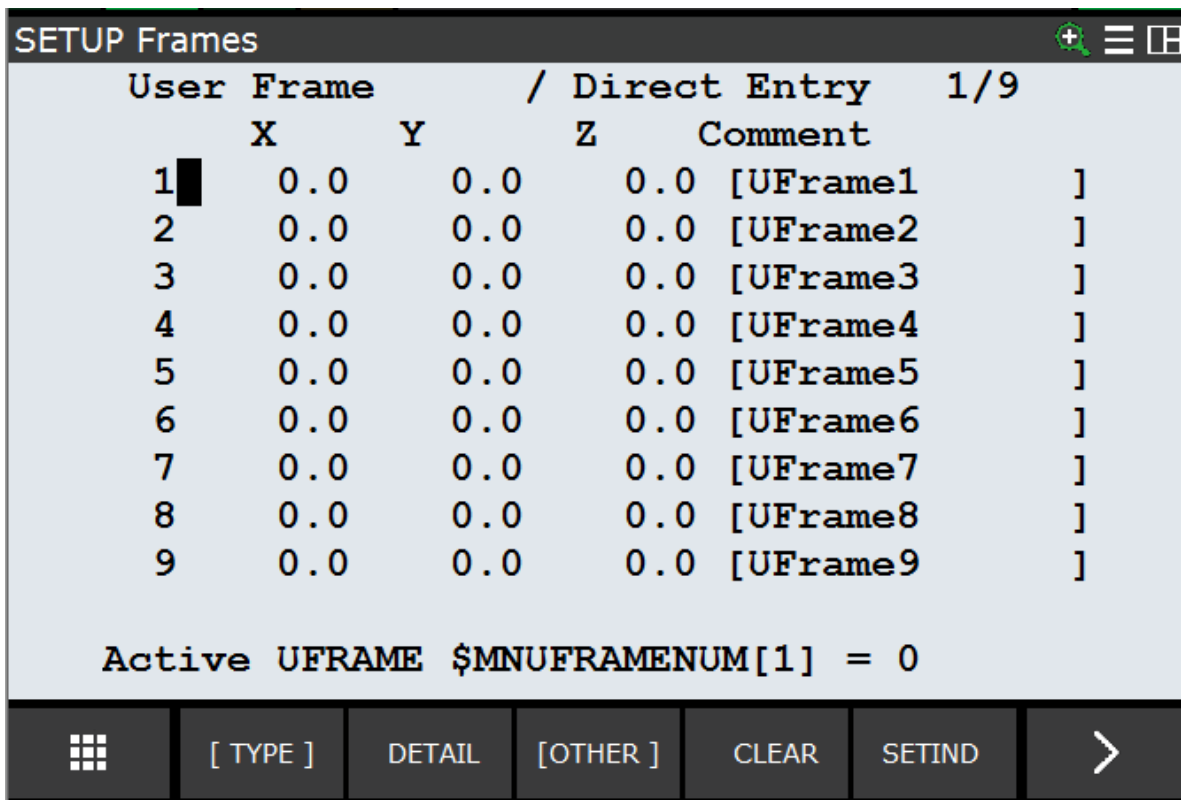 SETUP Frames
User Frame / Direct Entry 1/9
X Y Z Comment
1 0.0 0.0 0.0 [UFrame1 ]
2 0.0 0.0 0.0 [UFrame2 ]
3 0.0 0.0 0.0 [UFrame3 ]
4 0.0 0.0 0.0 [UFrame4 ]
5 0.0 0.0 0.0 [UFrame5 ]
6 0.0 0.0 0.0 [UFrame6 ]
7 0.0 0.0 0.0 [UFrame7 ]
8 0.0 0.0 0.0 [UFrame8 ]
9 0.0 0.0 0.0 [UFrame9 ]
Active UFRAME $MNUFRAMENUM[1] = 0
[ TYPE ] DETAIL [OTHER ] CLEAR SETIND >